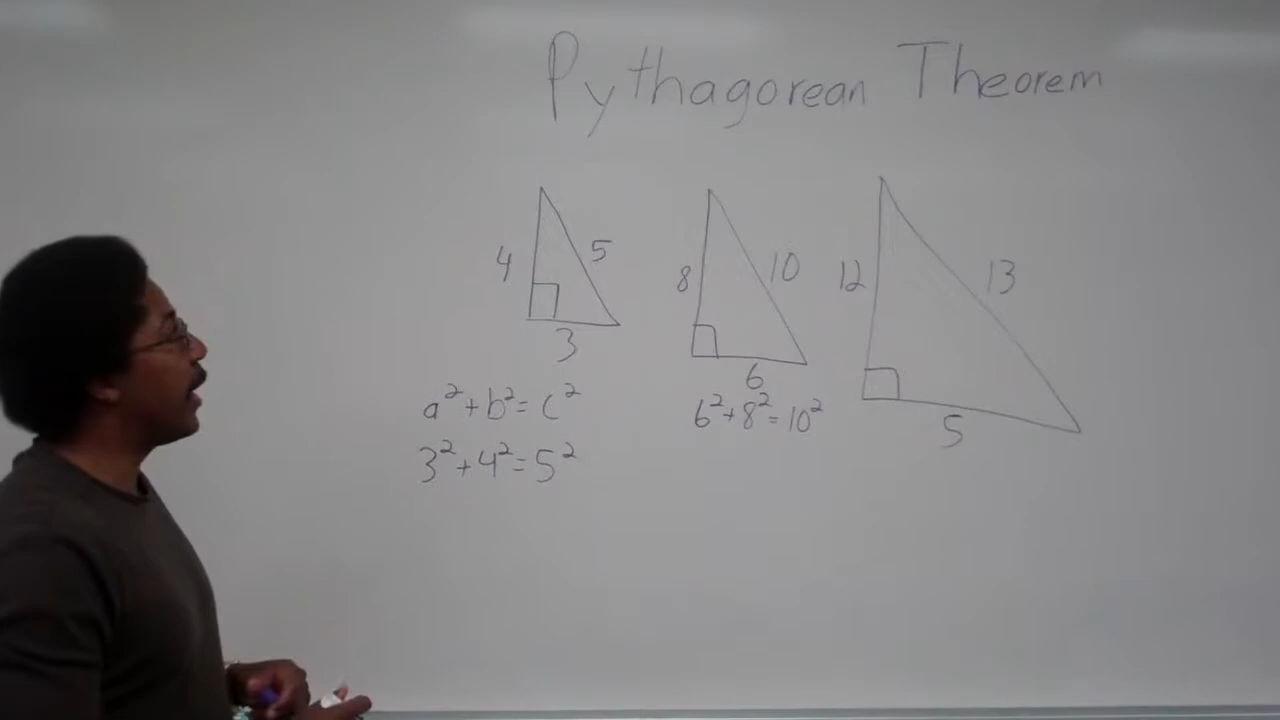 Pythagorean Theorem
4 5 3
8 10 6
12 13 5
a²+b²=c²
3²+4²=5²
6²+8²=10²